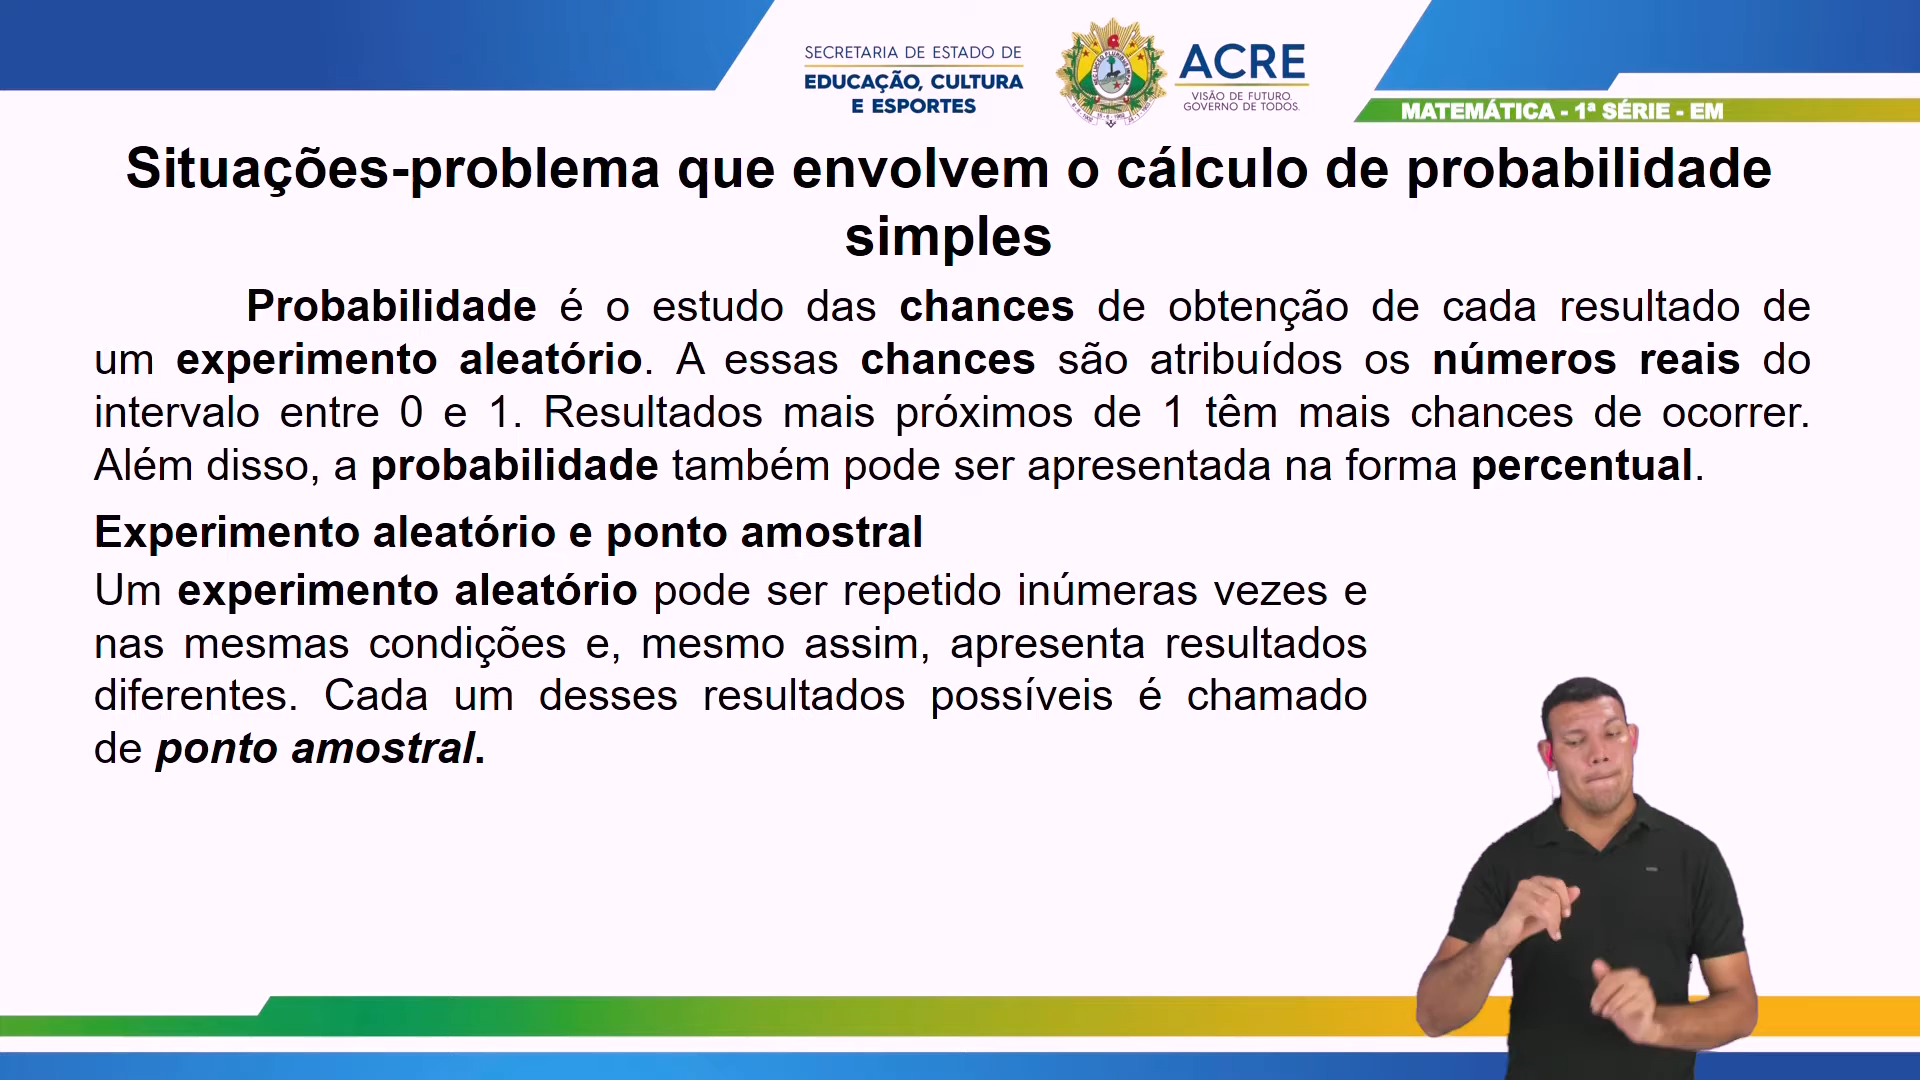 SECRETARIA DE ESTADO DE
EDUCAÇÃO, CULTURA
E ESPORTES
ACRE
VISÃO DE FUTURO.
GOVERNO DE TODOS.
MATEMÁTICA - 1ª SÉRIE - EM
Situações-problema que envolvem o cálculo de probabilidade
simples
Probabilidade é o estudo das chances de obtenção de cada resultado de
um experimento aleatório. A essas chances são atribuídos os números reais do
intervalo entre 0 e 1. Resultados mais próximos de 1 têm mais chances de ocorrer.
Além disso, a probabilidade também pode ser apresentada na forma percentual.
Experimento aleatório e ponto amostral
Um experimento aleatório pode ser repetido inúmeras vezes e
nas mesmas condições e, mesmo assim, apresenta resultados
diferentes. Cada um desses resultados possíveis é chamado
de ponto amostral.